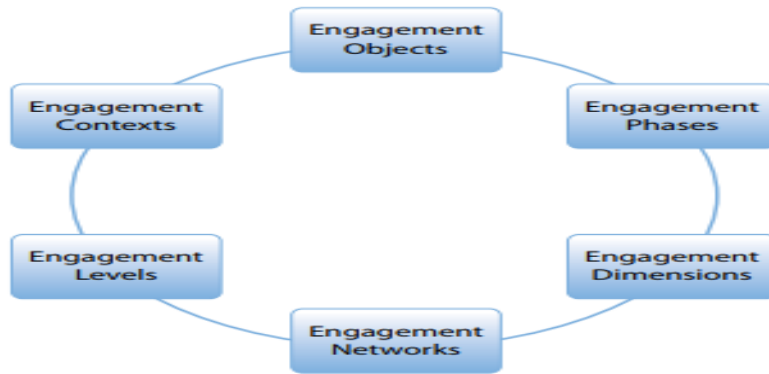 Engagement
Objects
Engagement
Contexts
Engagement
Phases
Engagement
Levels
Engagement
Dimensions
Engagement
Networks